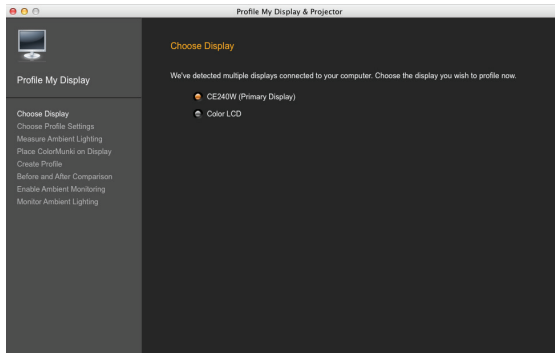 Profile My Display & Projector
Profile My Display
Choose Display
Choose Profile Settings
Measure Ambient Lighting
Place ColorMunki on Display
Create Profile
Before and After Comparison
Enable Ambient Monitoring
Monitor Ambient Lighting
Choose Display
We've detected multiple displays connected to your computer. Choose the display you wish to profile now.
CE240W (Primary Display)
Color LCD